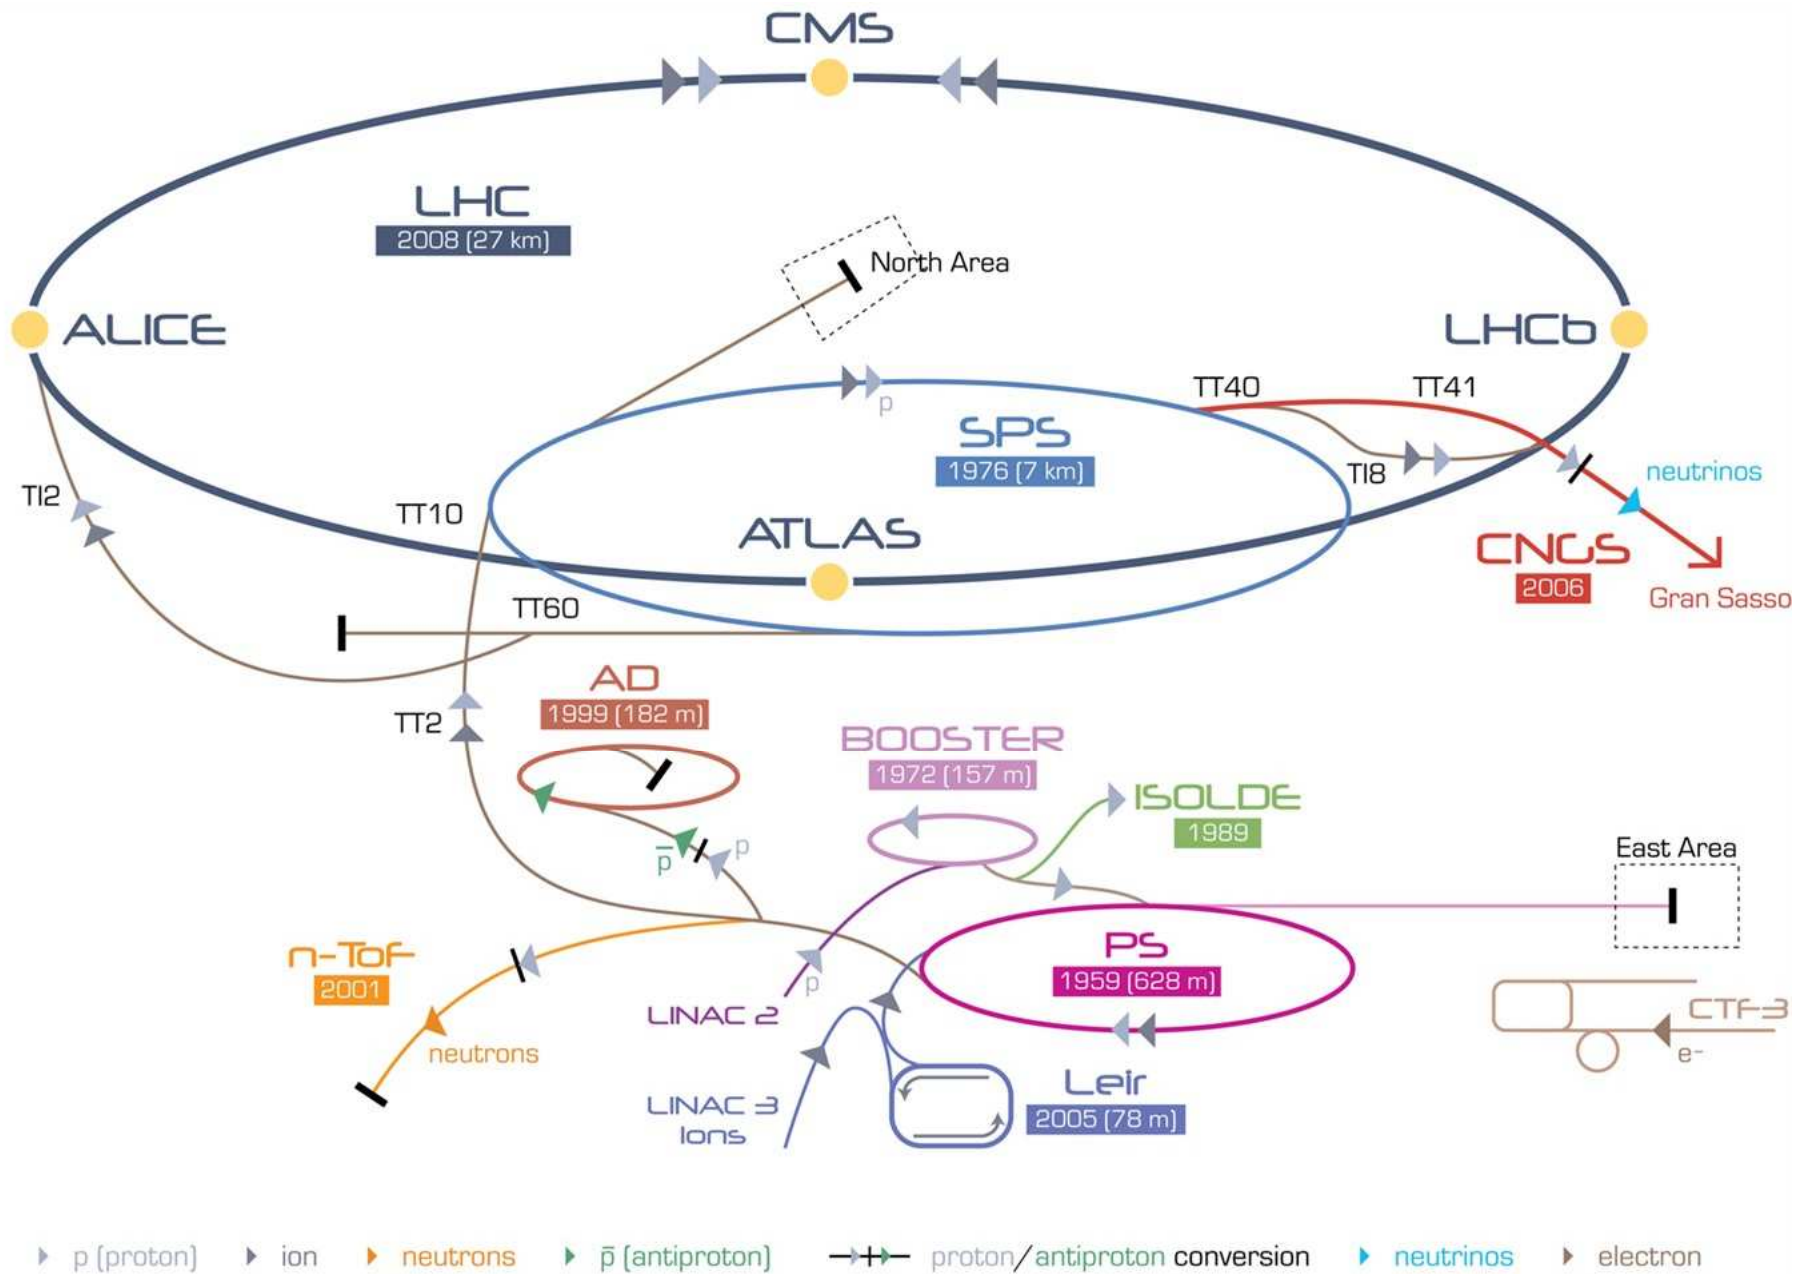 CMS
LHC
2008 (27 km)
North Area
ALICE
LHCb
TT40
TT41
p
SPS
1976 (7 km)
TI8
neutrinos
TI2
TT10
ATLAS
CNGS
2006
Gran Sasso
TT60
AD
1999 (182 m)
TT2
BOOSTER
1972 (157 m)
ISOLDE
1989
East Area
p̄
p
n-ToF
2001
neutrons
PS
1959 (628 m)
p
LINAC 2
CTF-3
e-
LINAC 3
Ions
Leir
2005 (78 m)
p (proton) ion neutrons p̄ (antiproton) proton/antiproton conversion neutrinos electron